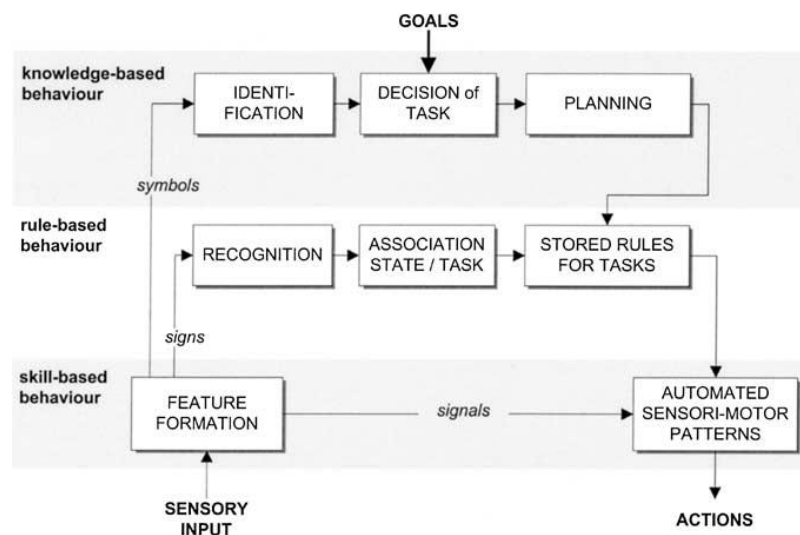 GOALS
knowledge-based
behaviour
IDENTI-
FICATION
DECISION of
TASK
PLANNING
symbols
rule-based
behaviour
RECOGNITION
ASSOCIATION
STATE / TASK
STORED RULES
FOR TASKS
signs
skill-based
behaviour
FEATURE
FORMATION
signals
AUTOMATED
SENSORI-MOTOR
PATTERNS
SENSORY
INPUT
ACTIONS